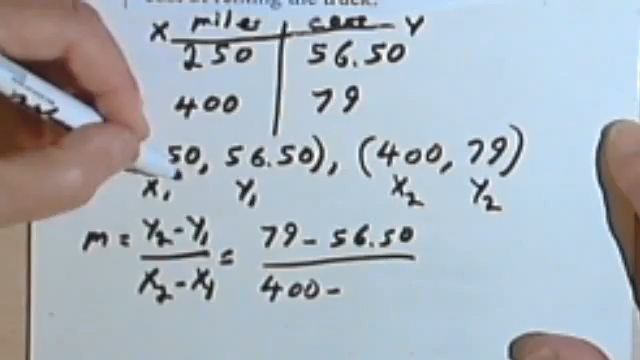 cost of renting the truck.
X miles cost Y
250 56.50
400 79
50, 56.50), (400, 79)
X₁ Y₁ X₂ Y₂
m = Y₂-Y₁ / X₂-X₁ = 79-56.50 / 400-